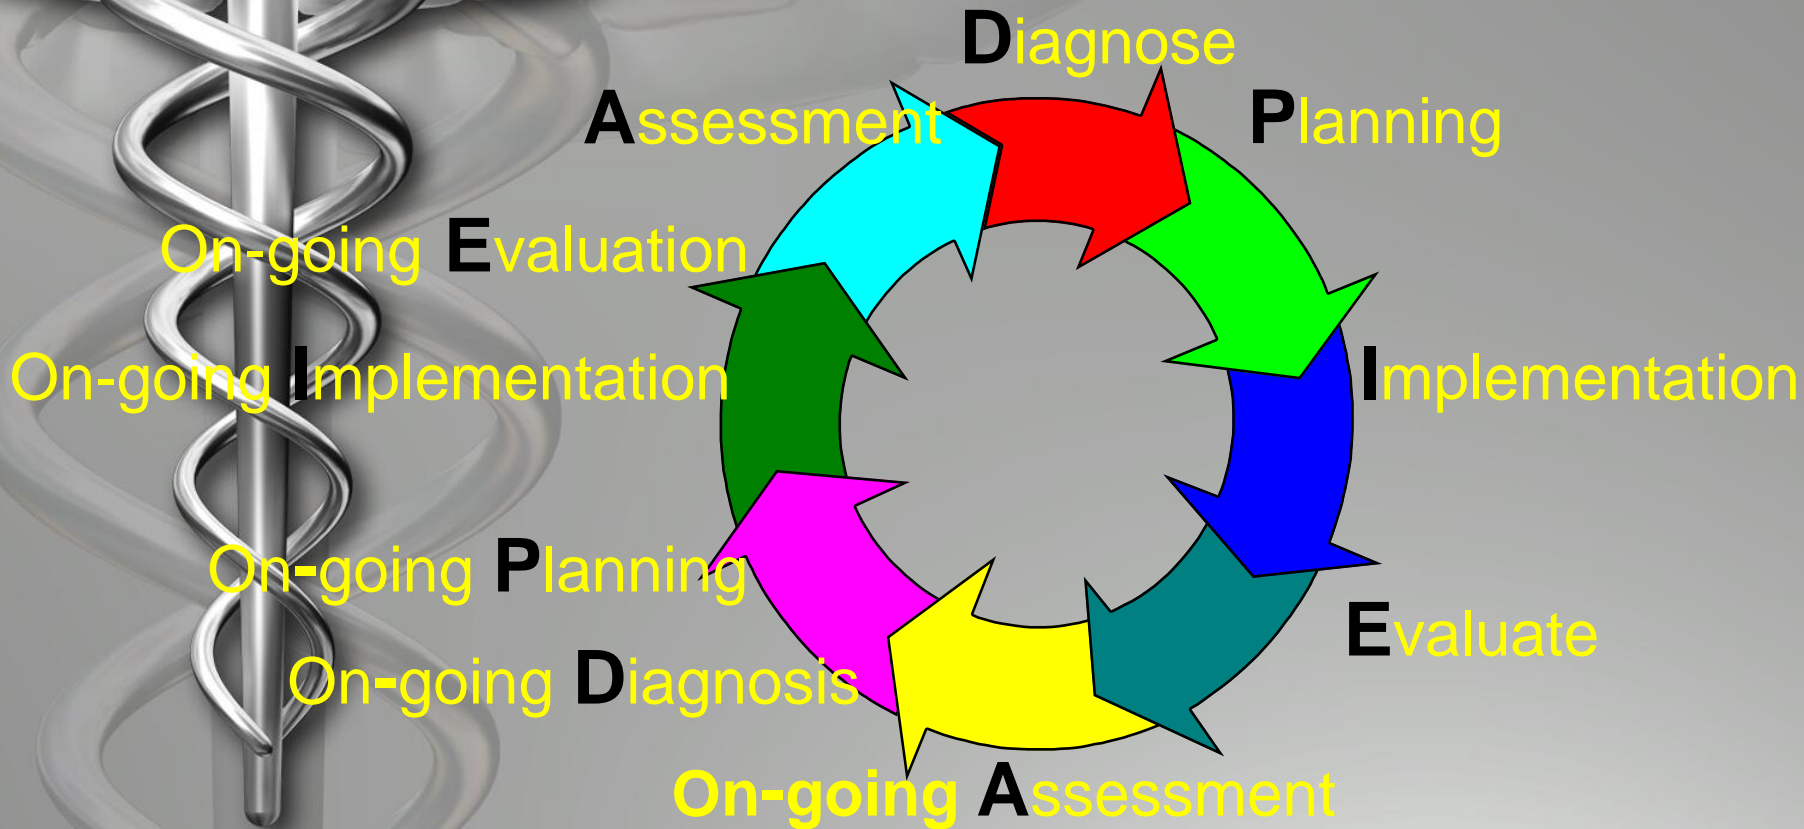 Diagnose
Assessment
Planning
On-going Evaluation
On-going Implementation
Implementation
On-going Planning
Evaluate
On-going Diagnosis
On-going Assessment